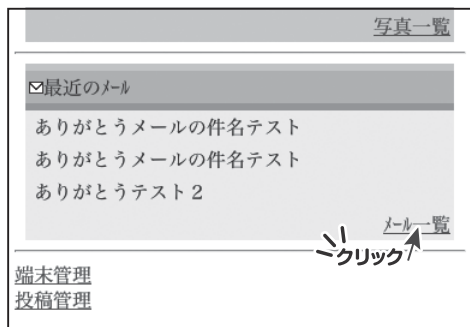 写真一覧
最近のﾒｰﾙ
ありがとうメールの件名テスト
ありがとうメールの件名テスト
ありがとうテスト２
ﾒｰﾙ一覧
クリック
端末管理
投稿管理